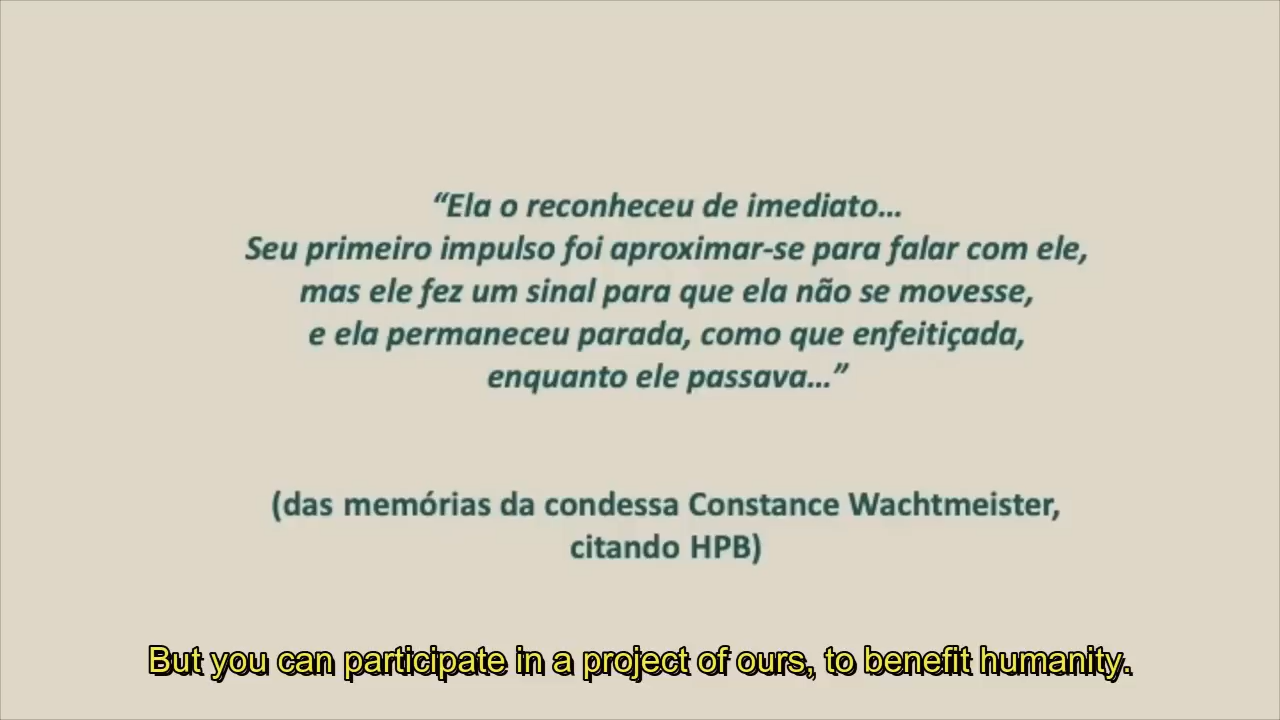 “Ela o reconheceu de imediato...
Seu primeiro impulso foi aproximar-se para falar com ele,
mas ele fez um sinal para que ela não se movesse,
e ela permaneceu parada, como que enfeitiçada,
enquanto ele passava...”
(das memórias da condessa Constance Wachtmeister,
citando HPB)
But you can participate in a project of ours, to benefit humanity.